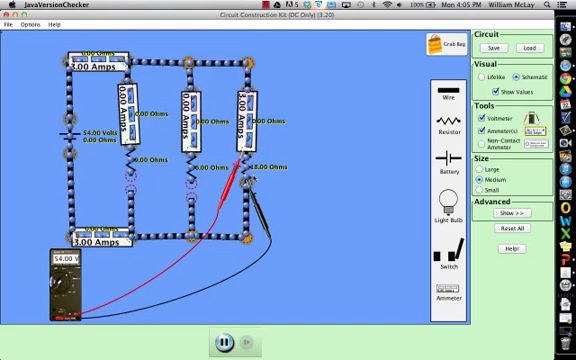 JavaVersionChecker
100%
Mon 4:05 PM William McLay
Circuit Construction Kit (DC Only) (3.20)
File Options Help
0.00 Ohms
3.00 Amps
0.00 Amps
0.00 Ohms
0.00 Amps
0.00 Ohms
3.00 Amps
0.00 Ohms
54.00 Volts
0.00 Ohms
9.00 Ohms
6.00 Ohms
18.00 Ohms
0.00 Ohms
3.00 Amps
54.00 V
Grab Bag
Wire
Resistor
Battery
Light Bulb
Switch
Ammeter
Circuit
Save Load
Visual
Lifelike Schematic
Show Values
Tools
Voltmeter
Ammeter(s)
Non-Contact
Ammeter
Size
Large
Medium
Small
Advanced
Show >>
Reset All
Help!